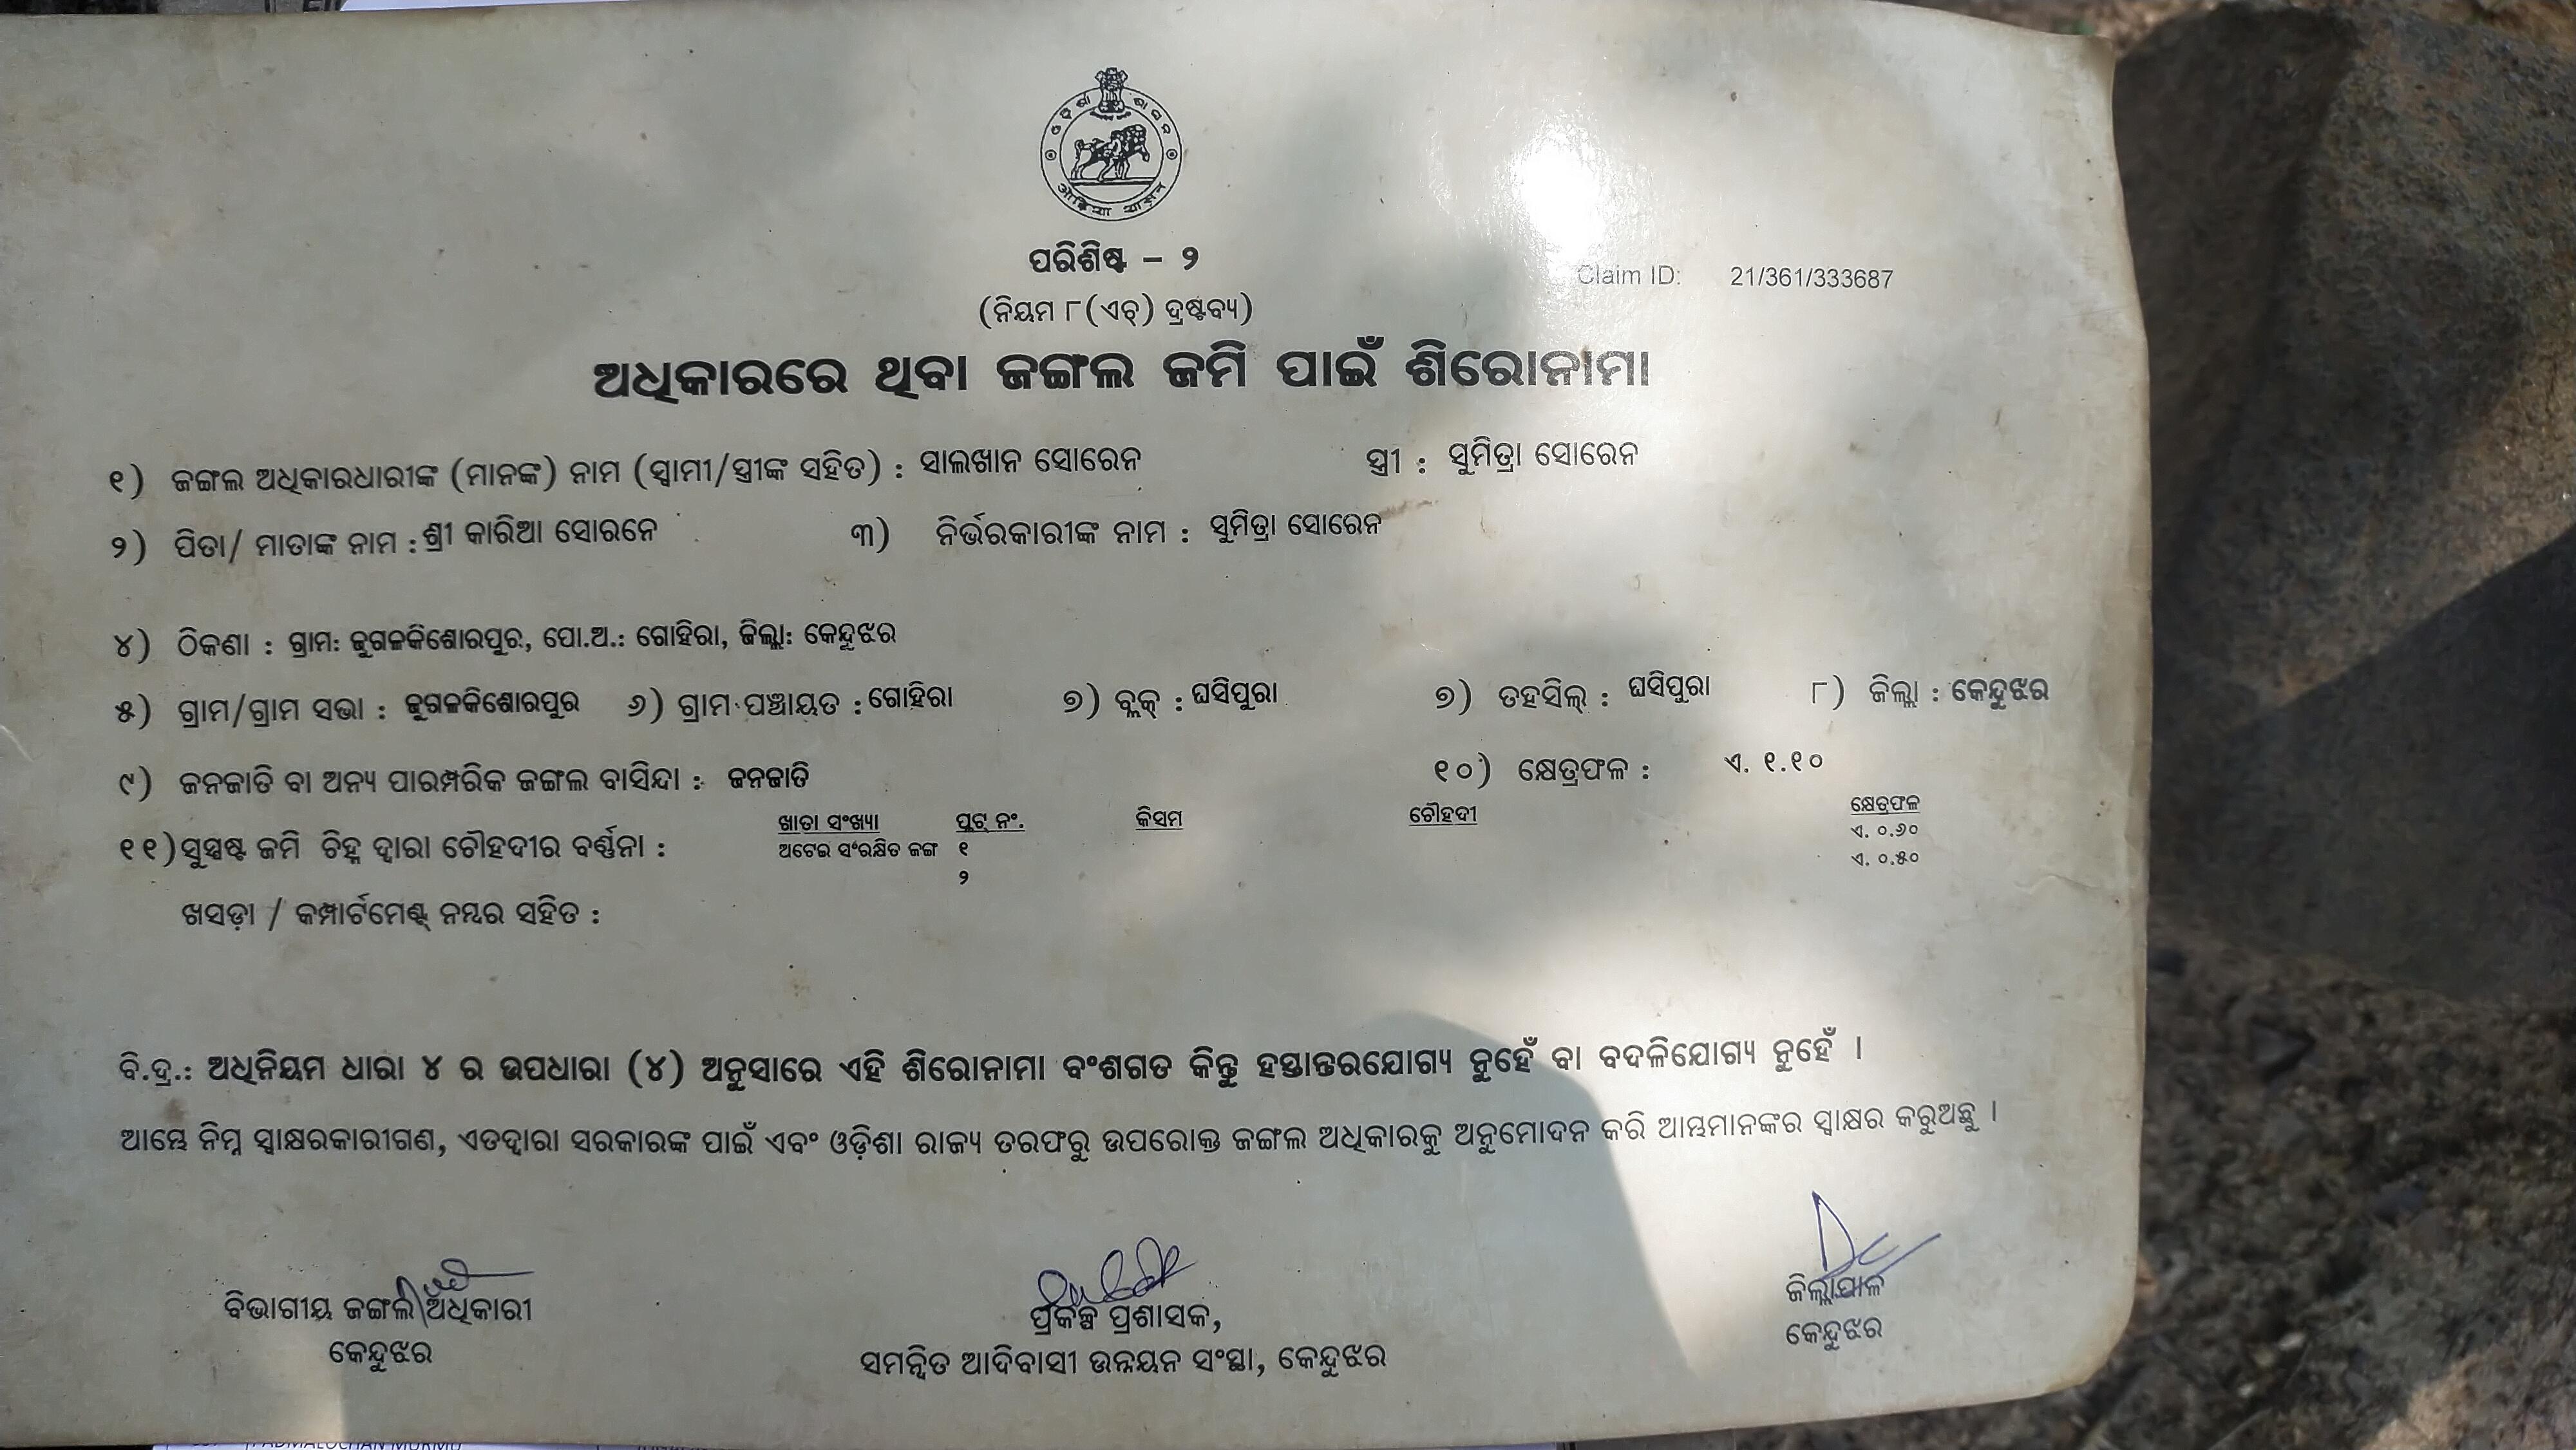 ଓଡ଼ିଶା ଶାସନ
ओड़िशा शासन
ପରିଶିଷ୍ଟ – ୨
Claim ID: 21/361/333687
(ନିୟମ ୮(ଏଚ୍) ଦ୍ରଷ୍ଟବ୍ୟ)
ଅଧିକାରରେ ଥିବା ଜଙ୍ଗଲ ଜମି ପାଇଁ ଶିରୋନାମା
୧) ଜଙ୍ଗଲ ଅଧିକାରଧାରୀଙ୍କ (ମାନଙ୍କ) ନାମ (ସ୍ୱାମୀ/ସ୍ତ୍ରୀଙ୍କ ସହିତ) : ସାଲଖାନ ସୋରେନ ସ୍ତ୍ରୀ : ସୁମିତ୍ରା ସୋରେନ
୨) ପିତା/ ମାତାଙ୍କ ନାମ : ଶ୍ରୀ କାରିଆ ସୋରନେ ୩) ନିର୍ଭରକାରୀଙ୍କ ନାମ : ସୁମିତ୍ରା ସୋରେନ
୪) ଠିକଣା : ଗ୍ରାମ: ଜୁଗଳକିଶୋରପୁର, ପୋ.ଅ.: ଗୋହିରା, ଜିଲ୍ଲା: କେନ୍ଦୁଝର
୫) ଗ୍ରାମ/ଗ୍ରାମ ସଭା : ଜୁଗଳକିଶୋରପୁର ୬) ଗ୍ରାମ ପଞ୍ଚାୟତ : ଗୋହିରା ୭) ବ୍ଲକ୍ : ଘସିପୁରା ୭) ତହସିଲ୍ : ଘସିପୁରା ୮) ଜିଲ୍ଲା : କେନ୍ଦୁଝର
୯) ଜନଜାତି ବା ଅନ୍ୟ ପାରମ୍ପରିକ ଜଙ୍ଗଲ ବାସିନ୍ଦା : ଜନଜାତି ୧୦) କ୍ଷେତ୍ରଫଳ : ଏ. ୧.୧୦
ଖାତା ସଂଖ୍ୟା ପ୍ଲଟ୍ ନଂ. କିସମ ଚୌହଦୀ କ୍ଷେତ୍ରଫଳ
୧୧) ସୁସ୍ପଷ୍ଟ ଜମି ଚିହ୍ନ ଦ୍ୱାରା ଚୌହଦୀର ବର୍ଣ୍ଣନା : ଅଟେଇ ସଂରକ୍ଷିତ ଜଙ୍ଗ ୧ ଏ. ୦.୬୦
୨ ଏ. ୦.୫୦
ଖସଡ଼ା / କମ୍ପାର୍ଟମେଣ୍ଟ୍ ନମ୍ବର ସହିତ :
ବି.ଦ୍ର.: ଅଧିନିୟମ ଧାରା ୪ ର ଉପଧାରା (୪) ଅନୁସାରେ ଏହି ଶିରୋନାମା ବଂଶଗତ କିନ୍ତୁ ହସ୍ତାନ୍ତରଯୋଗ୍ୟ ନୁହେଁ ବା ବଦଳିଯୋଗ୍ୟ ନୁହେଁ ।
ଆମ୍ଭେ ନିମ୍ନ ସ୍ୱାକ୍ଷରକାରୀଗଣ, ଏତଦ୍ୱାରା ସରକାରଙ୍କ ପାଇଁ ଏବଂ ଓଡ଼ିଶା ରାଜ୍ୟ ତରଫରୁ ଉପରୋକ୍ତ ଜଙ୍ଗଲ ଅଧିକାରକୁ ଅନୁମୋଦନ କରି ଆମ୍ଭମାନଙ୍କର ସ୍ୱାକ୍ଷର କରୁଅଛୁ ।
ବିଭାଗୀୟ ଜଙ୍ଗଲ ଅଧିକାରୀ
କେନ୍ଦୁଝର
ପ୍ରକଳ୍ପ ପ୍ରଶାସକ,
ସମନ୍ୱିତ ଆଦିବାସୀ ଉନ୍ନୟନ ସଂସ୍ଥା, କେନ୍ଦୁଝର
ଜିଲ୍ଲାପାଳ
କେନ୍ଦୁଝର
PADMALOCHAN MURMU